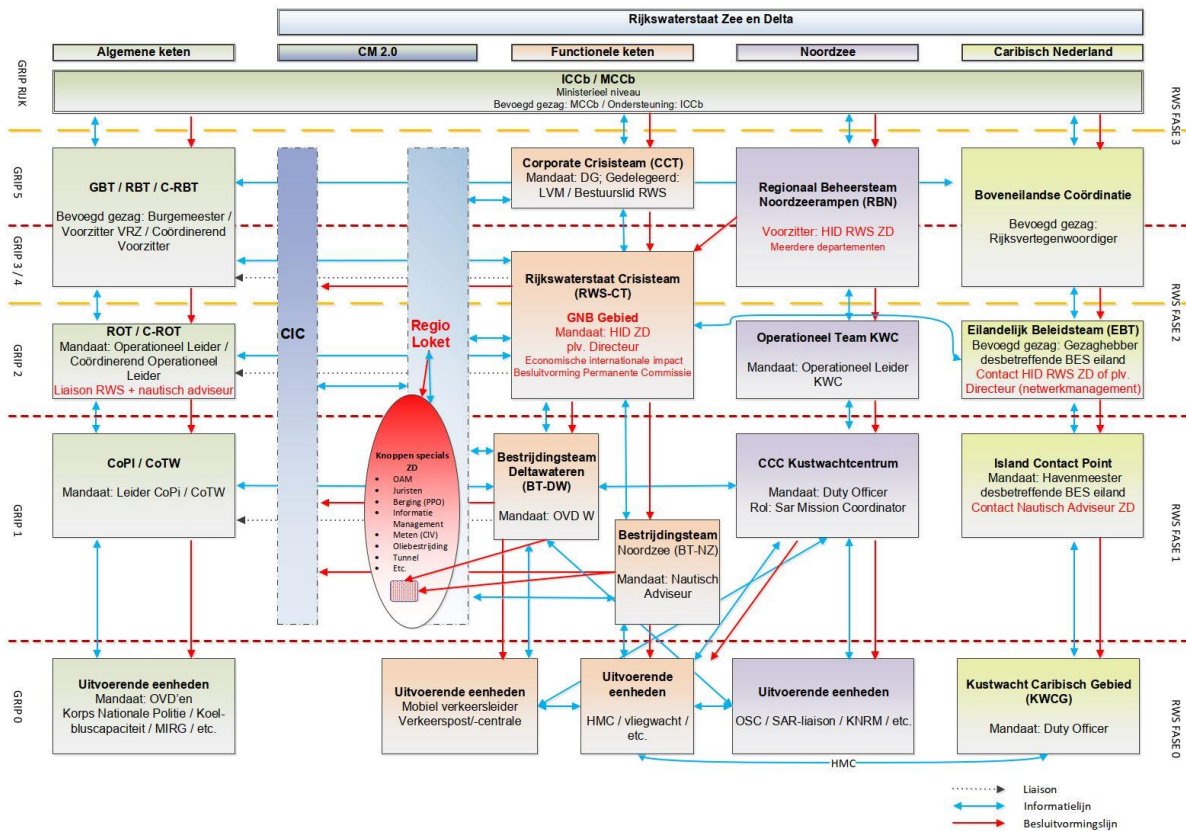 Rijkswaterstaat Zee en Delta
Algemene keten
CM 2.0
Functionele keten
Noordzee
Caribisch Nederland
GRIP RIJK
ICCb / MCCb
Ministerieel niveau
Bevoegd gezag: MCCb / Ondersteuning: ICCb
RWS FASE 3
GRIP 5
GBT / RBT / C-RBT
Bevoegd gezag: Burgemeester /
Voorzitter VRZ / Coördinerend
Voorzitter
Corporate Crisisteam (CCT)
Mandaat: DG; Gedelegeerd:
LVM / Bestuurslid RWS
Regionaal Beheersteam
Noordzeerampen (RBN)
Voorzitter: HID RWS ZD
Meerdere departementen
Boveneilandse Coördinatie
Bevoegd gezag:
Rijksvertegenwoordiger
GRIP 3 / 4
Rijkswaterstaat Crisisteam
(RWS-CT)
GNB Gebied
Mandaat: HID ZD
plv. Directeur
Economische internationale impact
Besluitvorming Permanente Commissie
RWS FASE 2
CIC
Regio
Loket
GRIP 2
ROT / C-ROT
Mandaat: Operationeel Leider /
Coördinerend Operationeel
Leider
Liaison RWS + nautisch adviseur
Operationeel Team KWC
Mandaat: Operationeel Leider
KWC
Eilandelijk Beleidsteam (EBT)
Bevoegd gezag: Gezaghebber
desbetreffende BES eiland
Contact HID RWS ZD of plv.
Directeur (netwerkmanagement)
GRIP 1
CoPI / CoTW
Mandaat: Leider CoPi / CoTW
Knoppen specials
ZD
• OAM
• Juristen
• Berging (PPO)
• Informatie
Management
• Meten (CIV)
• Oliebestrijding
• Tunnel
• Etc.
Bestrijdingsteam
Deltawateren
(BT-DW)
Mandaat: OVD W
Bestrijdingsteam
Noordzee (BT-NZ)
Mandaat: Nautisch
Adviseur
CCC Kustwachtcentrum
Mandaat: Duty Officer
Rol: Sar Mission Coordinator
Island Contact Point
Mandaat: Havenmeester
desbetreffende BES eiland
Contact Nautisch Adviseur ZD
RWS FASE 1
GRIP 0
Uitvoerende eenheden
Mandaat: OVD'en
Korps Nationale Politie / Koel-
bluscapaciteit / MIRG / etc.
Uitvoerende eenheden
Mobiel verkeersleider
Verkeerspost/-centrale
Uitvoerende
eenheden
HMC / vliegwacht /
etc.
Uitvoerende eenheden
OSC / SAR-liaison / KNRM / etc.
Kustwacht Caribisch Gebied
(KWCG)
Mandaat: Duty Officer
RWS FASE 0
HMC
Liaison
Informatielijn
Besluitvormingslijn